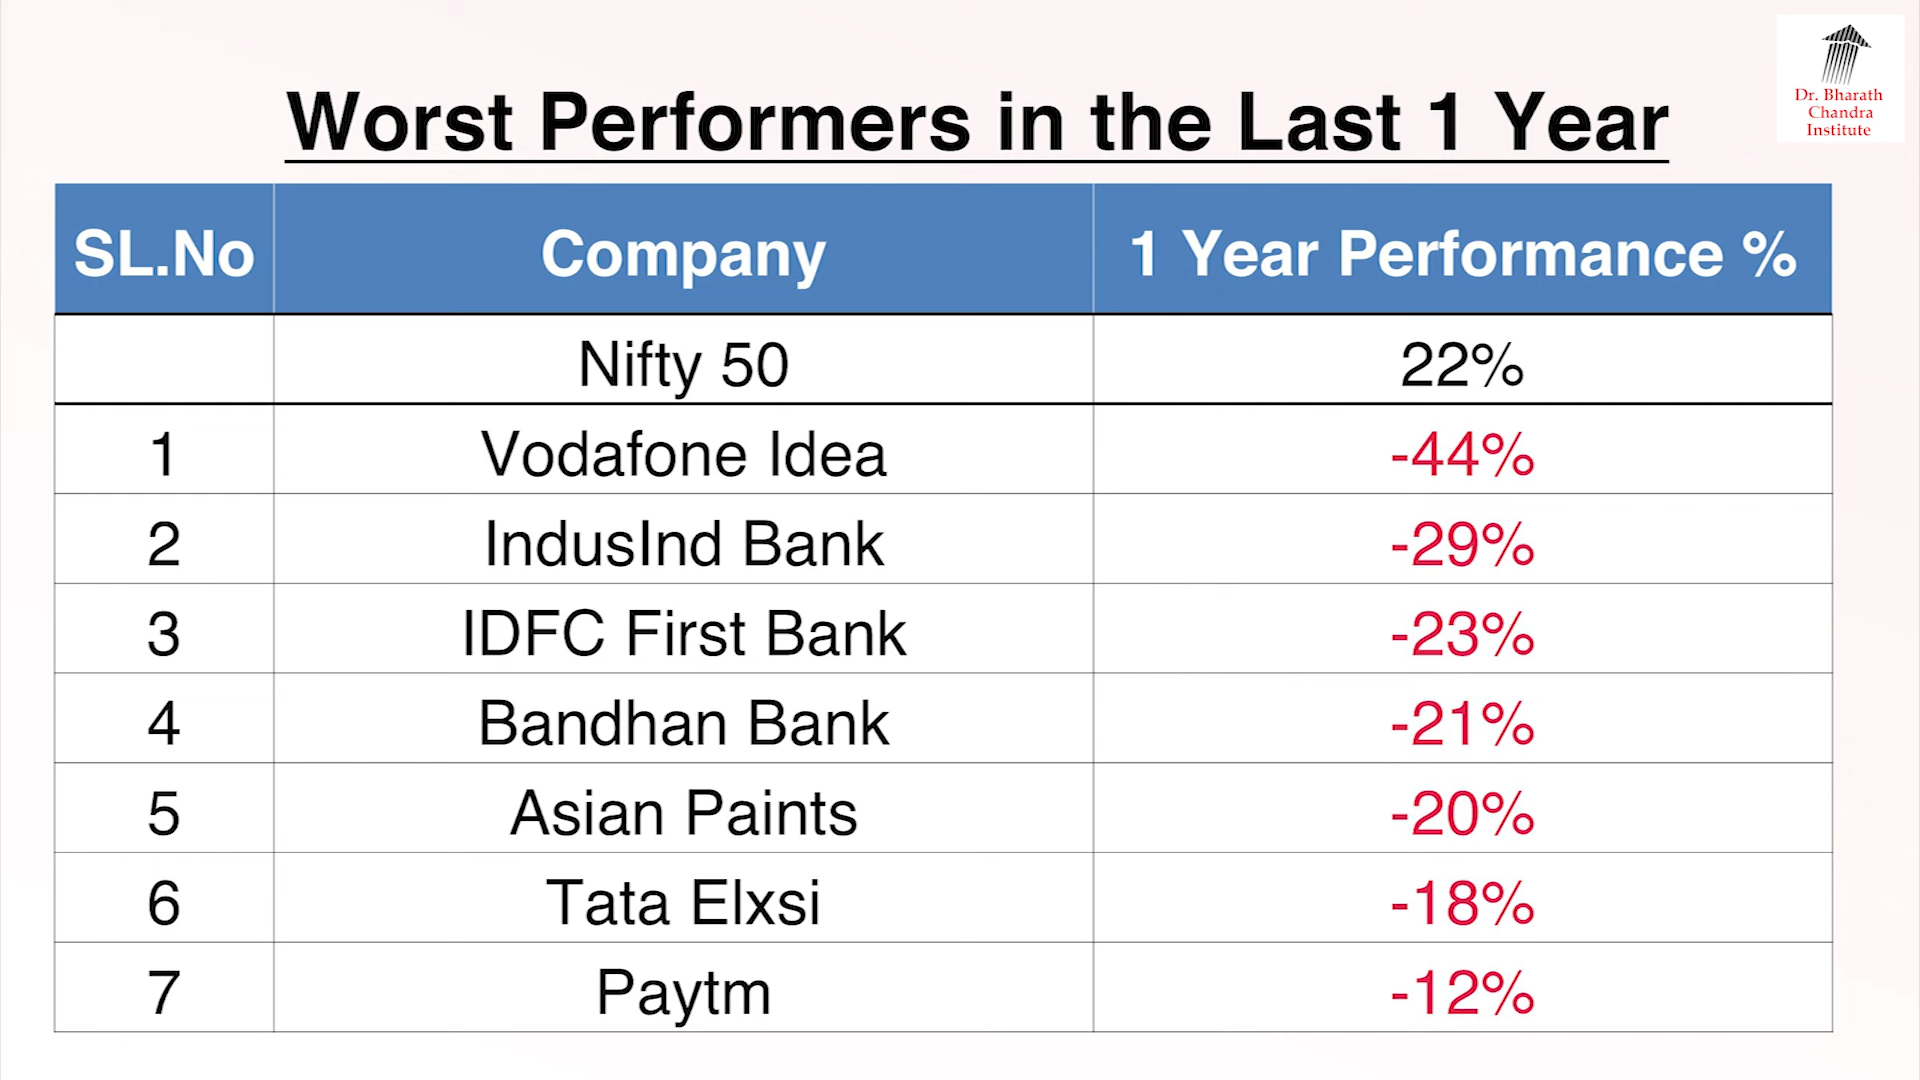 Dr. Bharath
Chandra
Institute
Worst Performers in the Last 1 Year
SL.No Company 1 Year Performance %
Nifty 50 22%
1 Vodafone Idea -44%
2 IndusInd Bank -29%
3 IDFC First Bank -23%
4 Bandhan Bank -21%
5 Asian Paints -20%
6 Tata Elxsi -18%
7 Paytm -12%